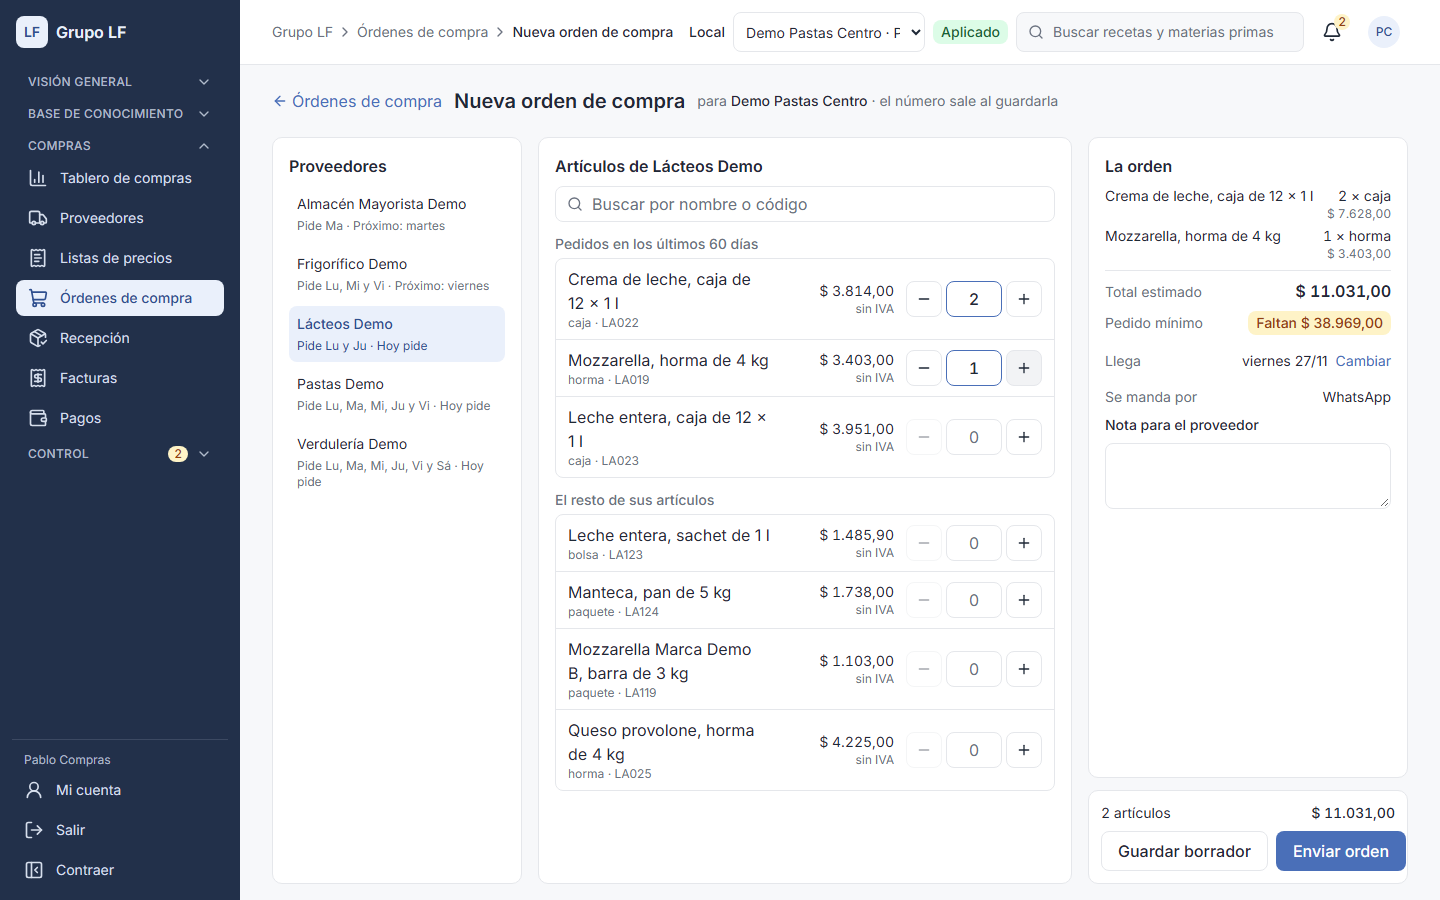 LF Grupo LF
VISIÓN GENERAL
BASE DE CONOCIMIENTO
COMPRAS
Tablero de compras
Proveedores
Listas de precios
Órdenes de compra
Recepción
Facturas
Pagos
CONTROL 2
Pablo Compras
Mi cuenta
Salir
Contraer
Grupo LF > Órdenes de compra > Nueva orden de compra
Local
Demo Pastas Centro · P
Aplicado
Buscar recetas y materias primas
2
PC
← Órdenes de compra
Nueva orden de compra
para Demo Pastas Centro · el número sale al guardarla
Proveedores
Almacén Mayorista Demo
Pide Ma · Próximo: martes
Frigorífico Demo
Pide Lu, Mi y Vi · Próximo: viernes
Lácteos Demo
Pide Lu y Ju · Hoy pide
Pastas Demo
Pide Lu, Ma, Mi, Ju y Vi · Hoy pide
Verdulería Demo
Pide Lu, Ma, Mi, Ju, Vi y Sá · Hoy
pide
Artículos de Lácteos Demo
Buscar por nombre o código
Pedidos en los últimos 60 días
Crema de leche, caja de
12 × 1 l
caja · LA022
$ 3.814,00
sin IVA
− 2 +
Mozzarella, horma de 4 kg
horma · LA019
$ 3.403,00
sin IVA
− 1 +
Leche entera, caja de 12 ×
1 l
caja · LA023
$ 3.951,00
sin IVA
− 0 +
El resto de sus artículos
Leche entera, sachet de 1 l
bolsa · LA123
$ 1.485,90
sin IVA
− 0 +
Manteca, pan de 5 kg
paquete · LA124
$ 1.738,00
sin IVA
− 0 +
Mozzarella Marca Demo
B, barra de 3 kg
paquete · LA119
$ 1.103,00
sin IVA
− 0 +
Queso provolone, horma
de 4 kg
horma · LA025
$ 4.225,00
sin IVA
− 0 +
La orden
Crema de leche, caja de 12 × 1 l 2 × caja
$ 7.628,00
Mozzarella, horma de 4 kg 1 × horma
$ 3.403,00
Total estimado $ 11.031,00
Pedido mínimo Faltan $ 38.969,00
Llega viernes 27/11 Cambiar
Se manda por WhatsApp
Nota para el proveedor
2 artículos $ 11.031,00
Guardar borrador
Enviar orden